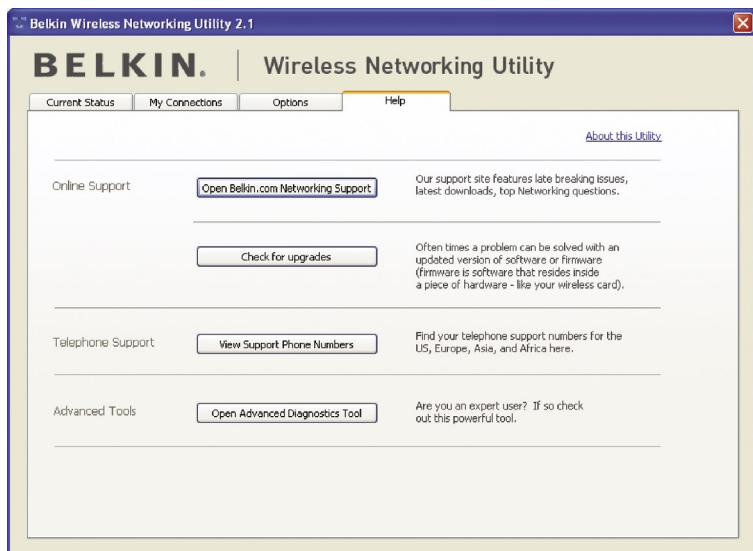 Belkin Wireless Networking Utility 2.1
BELKIN. | Wireless Networking Utility
Current Status My Connections Options Help
About this Utility
Online Support
Open Belkin.com Networking Support
Our support site features late breaking issues,
latest downloads, top Networking questions.
Check for upgrades
Often times a problem can be solved with an
updated version of software or firmware
(firmware is software that resides inside
a piece of hardware - like your wireless card).
Telephone Support
View Support Phone Numbers
Find your telephone support numbers for the
US, Europe, Asia, and Africa here.
Advanced Tools
Open Advanced Diagnostics Tool
Are you an expert user? If so check
out this powerful tool.